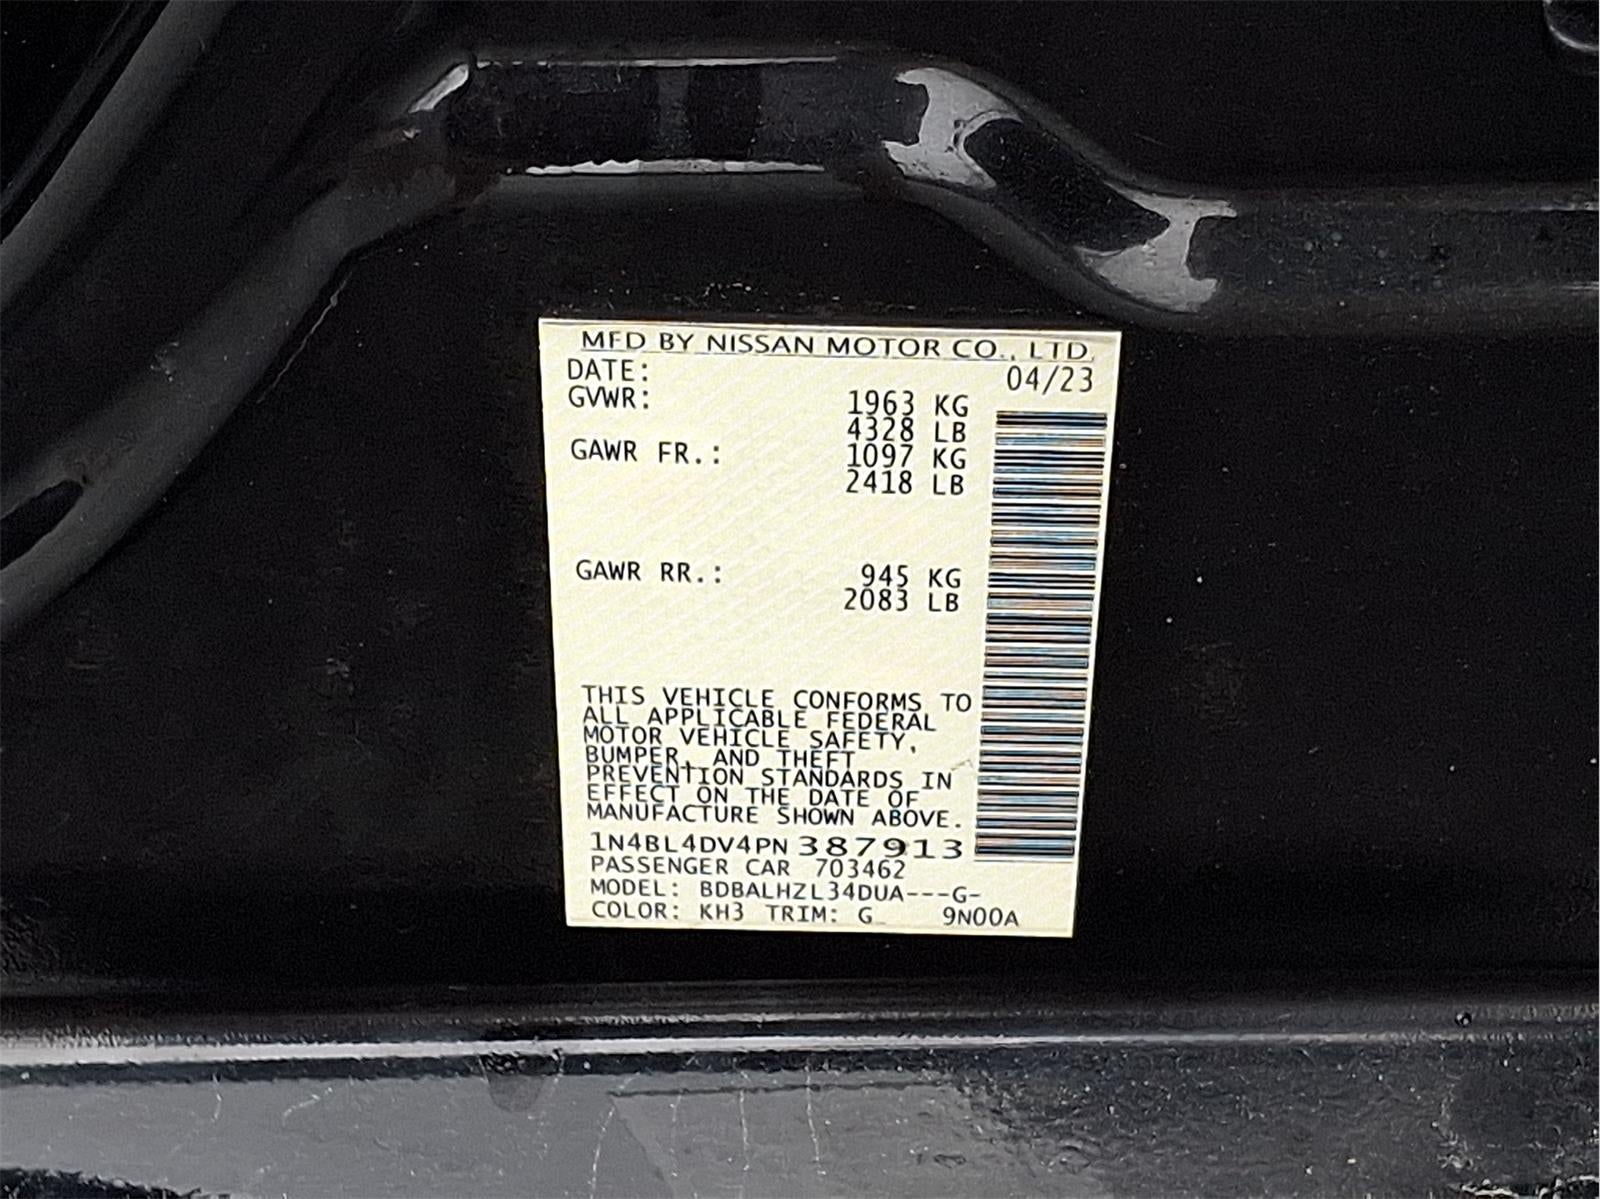 MFD BY NISSAN MOTOR CO., LTD.
DATE: 04/23
GVWR: 1963 KG
4328 LB
GAWR FR.: 1097 KG
2418 LB
GAWR RR.: 945 KG
2083 LB
THIS VEHICLE CONFORMS TO
ALL APPLICABLE FEDERAL
MOTOR VEHICLE SAFETY,
BUMPER, AND THEFT
PREVENTION STANDARDS IN
EFFECT ON THE DATE OF
MANUFACTURE SHOWN ABOVE.
1N4BL4DV4PN387913
PASSENGER CAR 703462
MODEL: BDBALHZL34DUA---G-
COLOR: KH3 TRIM: G 9N00A